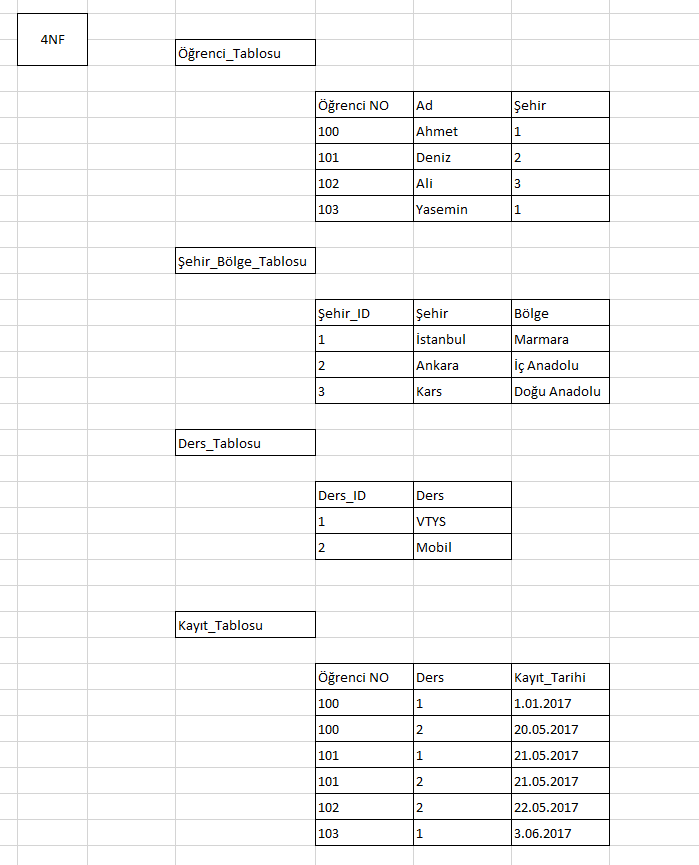 4NF
Öğrenci_Tablosu
Öğrenci NO Ad Şehir
100 Ahmet 1
101 Deniz 2
102 Ali 3
103 Yasemin 1
Şehir_Bölge_Tablosu
Şehir_ID Şehir Bölge
1 İstanbul Marmara
2 Ankara İç Anadolu
3 Kars Doğu Anadolu
Ders_Tablosu
Ders_ID Ders
1 VTYS
2 Mobil
Kayıt_Tablosu
Öğrenci NO Ders Kayıt_Tarihi
100 1 1.01.2017
100 2 20.05.2017
101 1 21.05.2017
101 2 21.05.2017
102 2 22.05.2017
103 1 3.06.2017